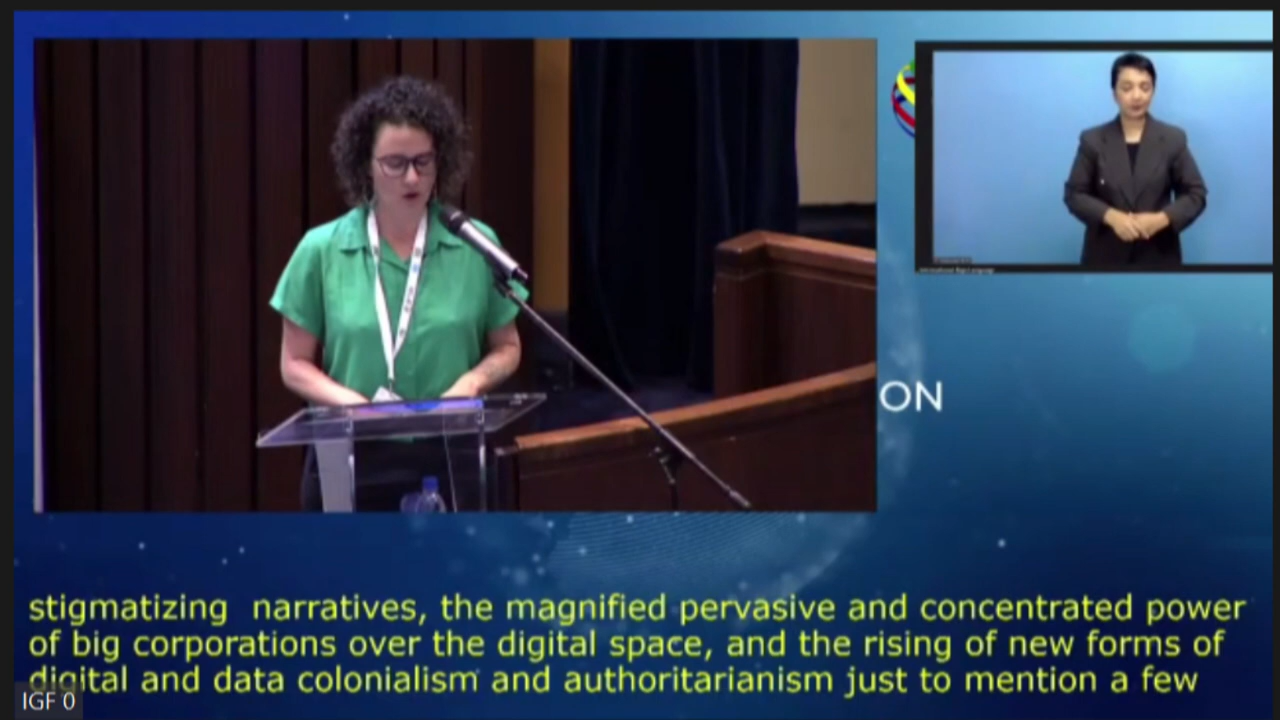 ON
stigmatizing narratives, the magnified pervasive and concentrated power
of big corporations over the digital space, and the rising of new forms of
digital and data colonialism and authoritarianism just to mention a few
IGF 0